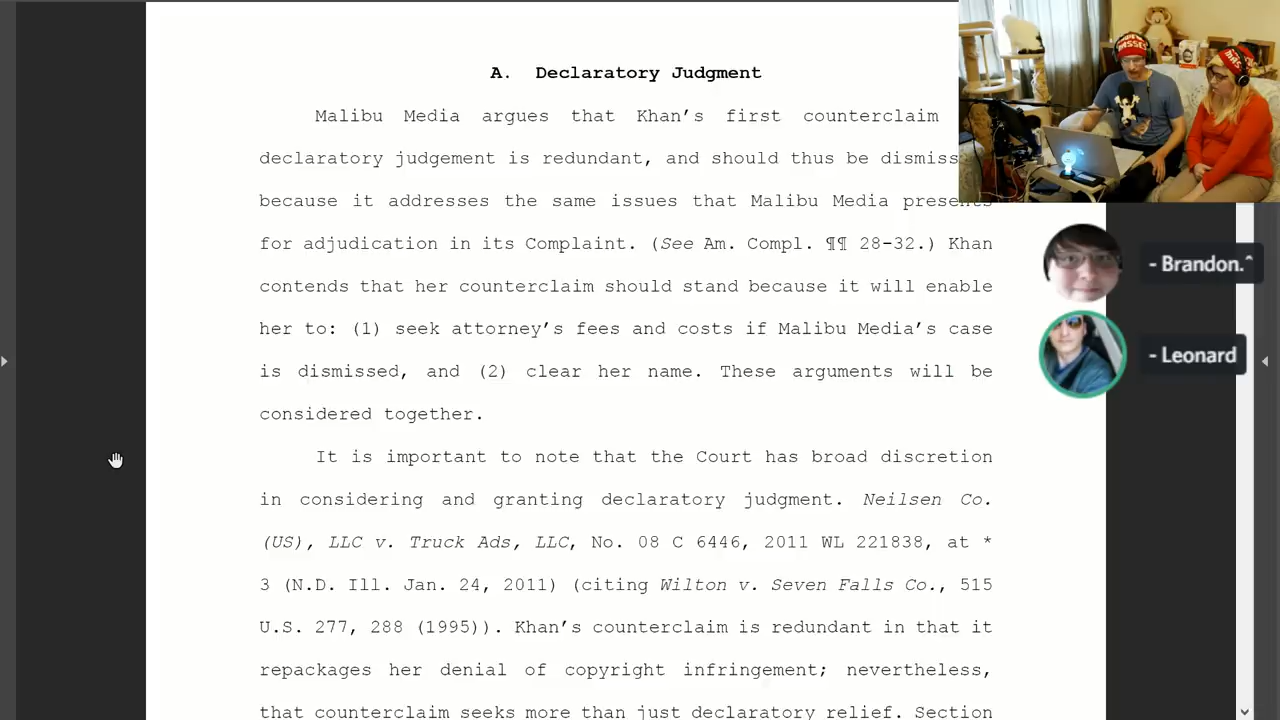 A. Declaratory Judgment
Malibu Media argues that Khan's first counterclaim
declaratory judgement is redundant, and should thus be dismiss
because it addresses the same issues that Malibu Media presents
for adjudication in its Complaint. (See Am. Compl. ¶¶ 28-32.) Khan
contends that her counterclaim should stand because it will enable
her to: (1) seek attorney's fees and costs if Malibu Media's case
is dismissed, and (2) clear her name. These arguments will be
considered together.
It is important to note that the Court has broad discretion
in considering and granting declaratory judgment. Neilsen Co.
(US), LLC v. Truck Ads, LLC, No. 08 C 6446, 2011 WL 221838, at *
3 (N.D. Ill. Jan. 24, 2011) (citing Wilton v. Seven Falls Co., 515
U.S. 277, 288 (1995)). Khan's counterclaim is redundant in that it
repackages her denial of copyright infringement; nevertheless,
that counterclaim seeks more than just declaratory relief. Section
- Brandon.^
- Leonard